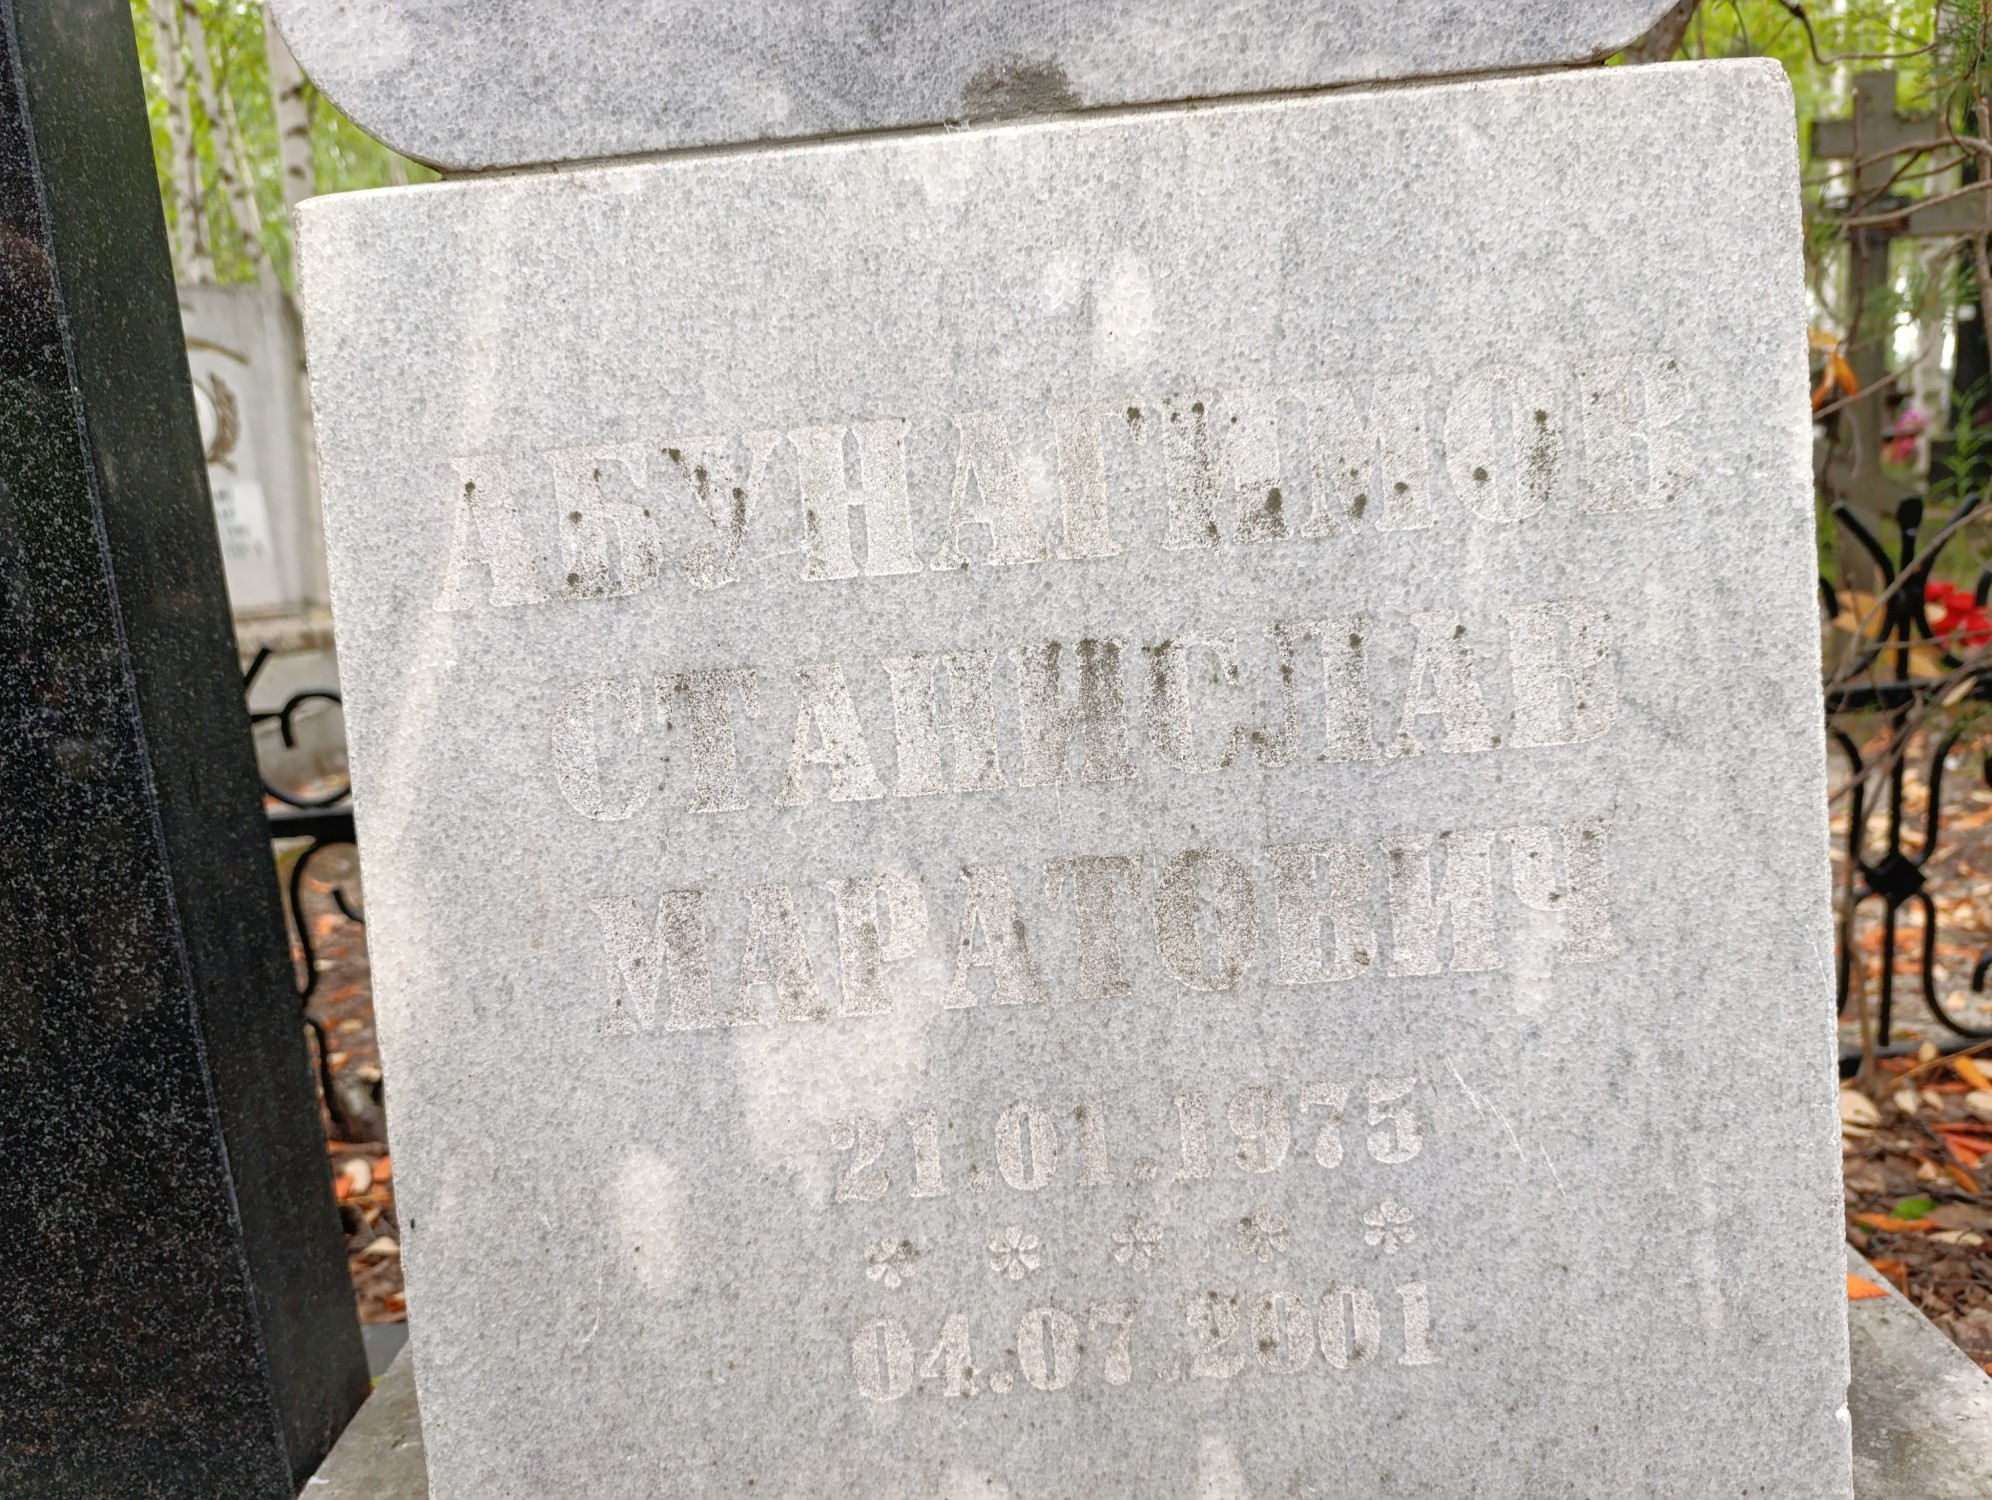 АБУНАГИМОВ
СТАНИСЛАВ
МАРАТОВИЧ
21.01.1975
* * * * *
04.07.2001